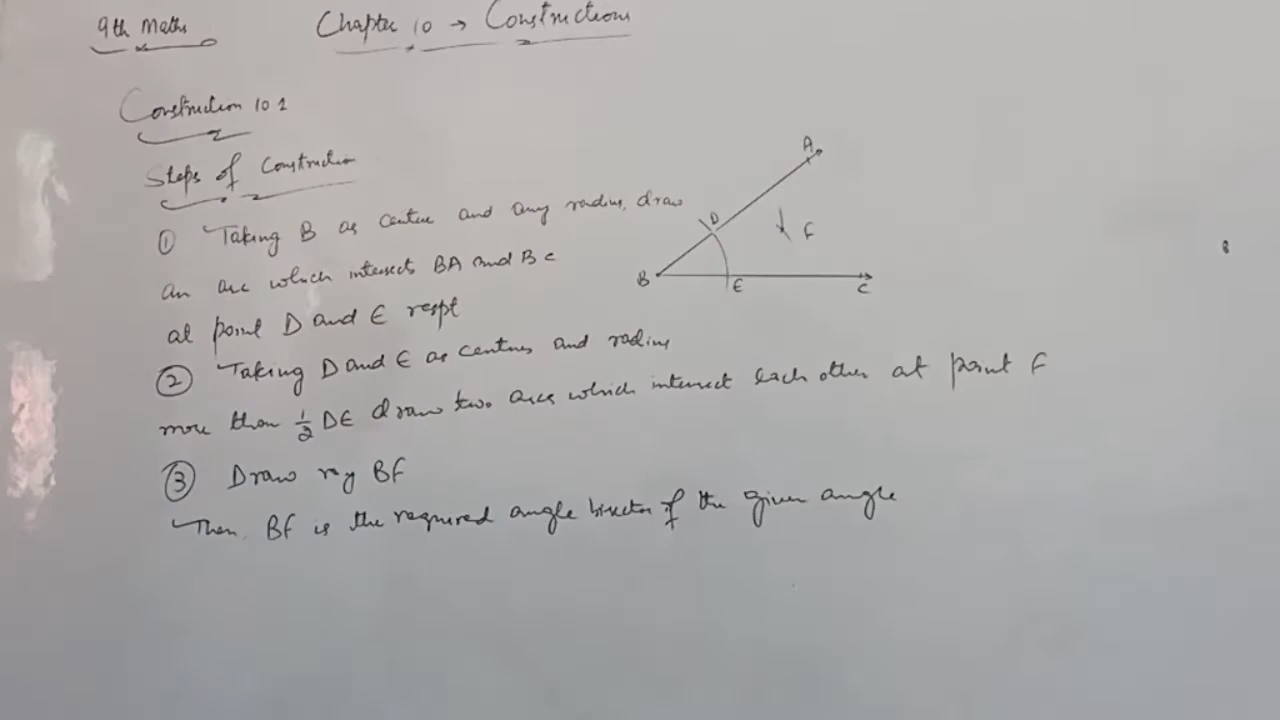 9th Maths
Chapter 10 → Constructions
Construction 10.1
Steps of Construction
① Taking B as centre and any radius, draw
an arc which intersects BA and BC
at point D and E respt
② Taking D and E as centres and radius
more than 1/2 DE draw two arcs which intersect each other at point F
③ Draw ray BF
Then, BF is the required angle bisector of the given angle
A
D
F
B
E
C
8